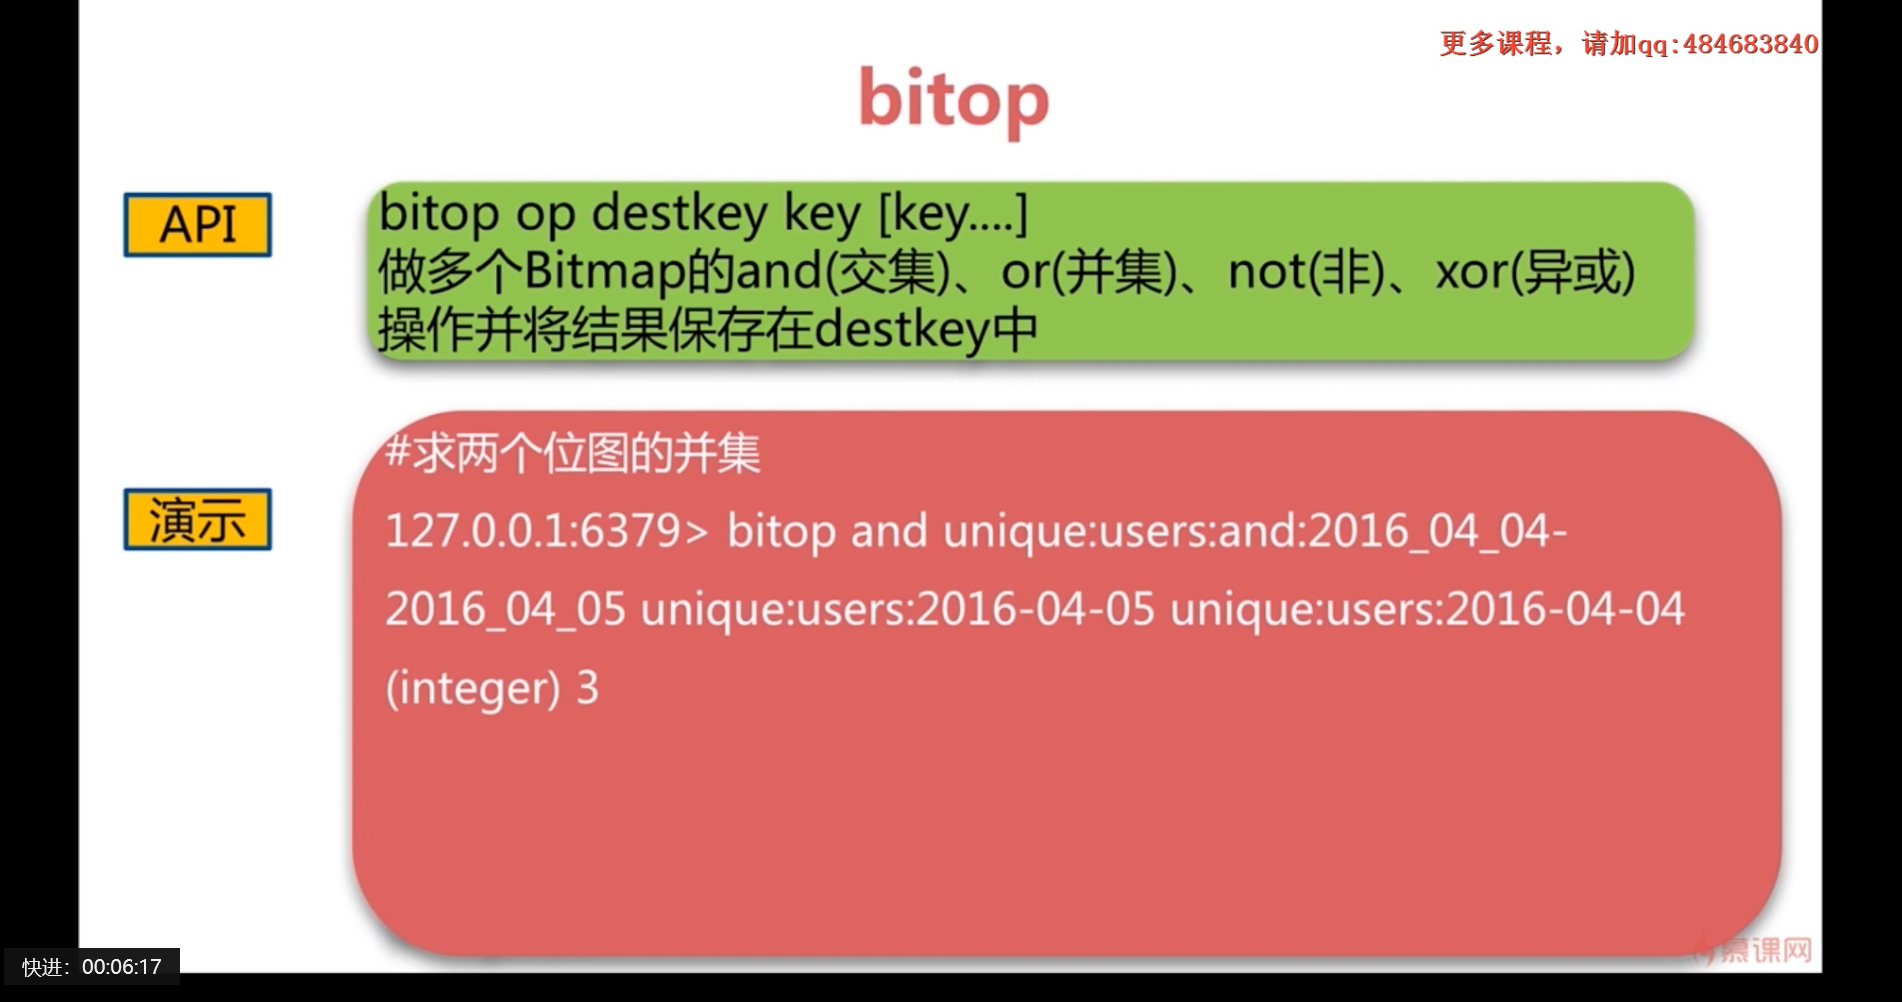 更多课程，请加qq:484683840
bitop
API
bitop op destkey key [key....]
做多个Bitmap的and(交集)、or(并集)、not(非)、xor(异或)
操作并将结果保存在destkey中
演示
#求两个位图的并集
127.0.0.1:6379> bitop and unique:users:and:2016_04_04-
2016_04_05 unique:users:2016-04-05 unique:users:2016-04-04
(integer) 3
慕课网
快进：00:06:17